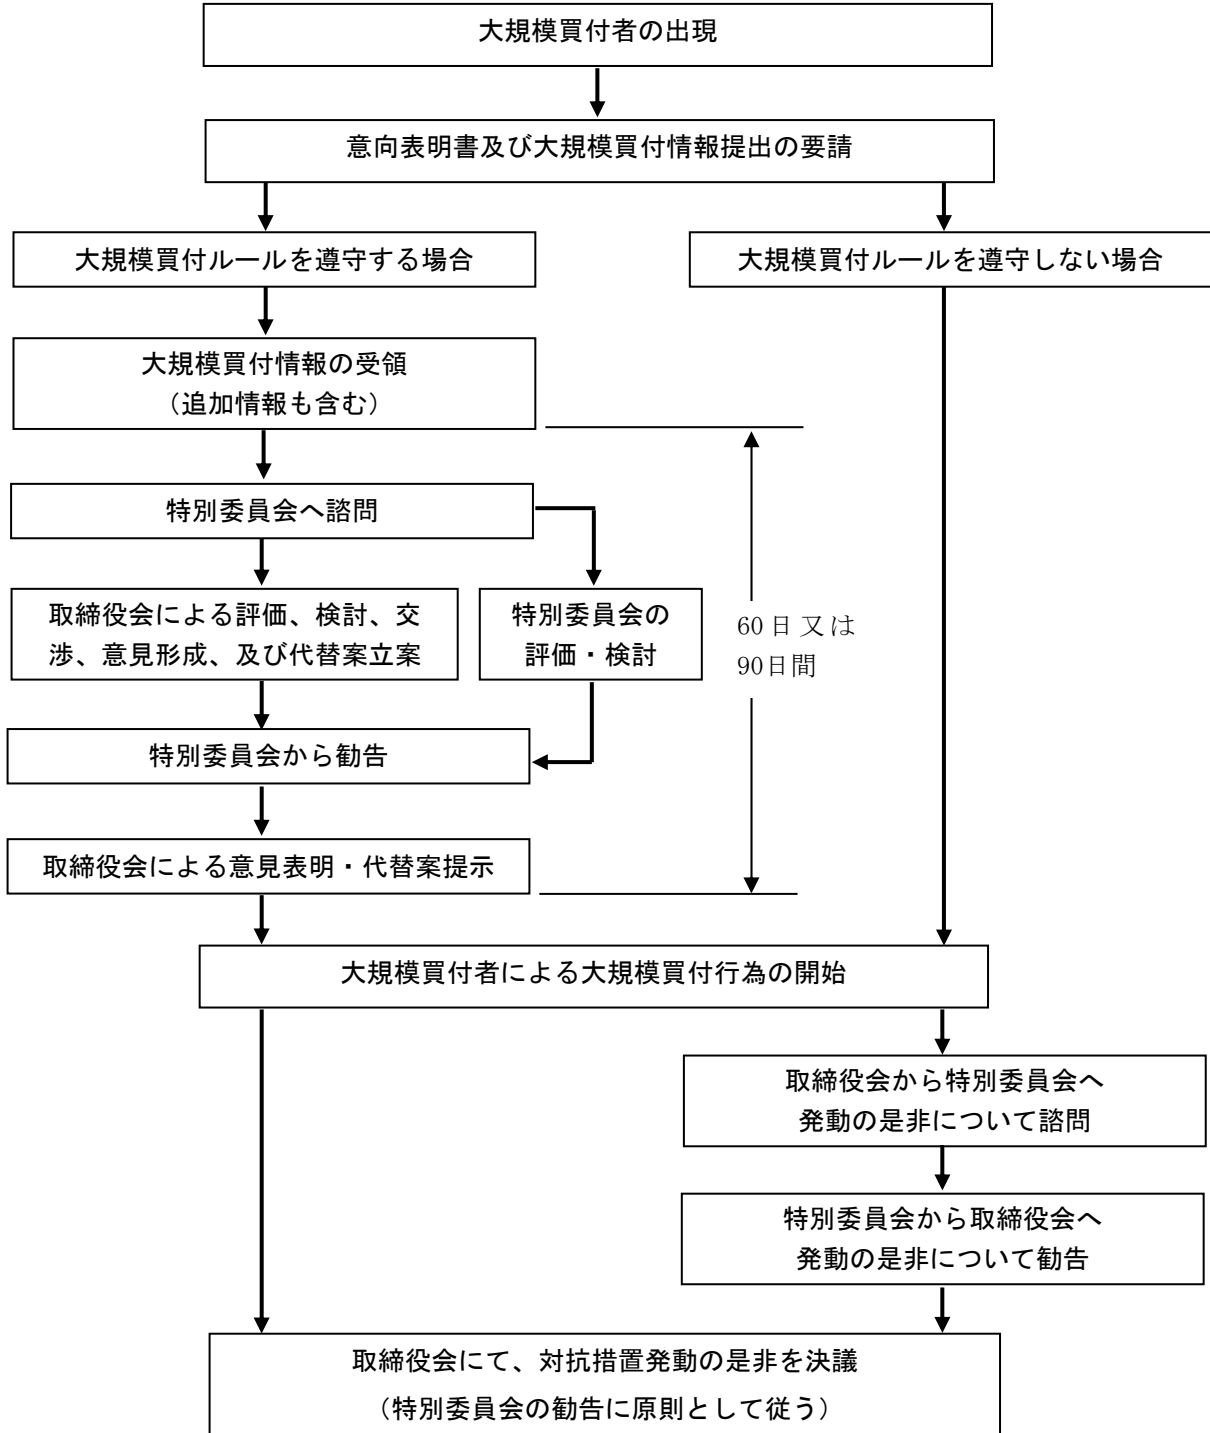 大規模買付者の出現
意向表明書及び大規模買付情報提出の要請
大規模買付ルールを遵守する場合
大規模買付ルールを遵守しない場合
大規模買付情報の受領
（追加情報も含む）
特別委員会へ諮問
取締役会による評価、検討、交
渉、意見形成、及び代替案立案
特別委員会の
評価・検討
60日又は
90日間
特別委員会から勧告
取締役会による意見表明・代替案提示
大規模買付者による大規模買付行為の開始
取締役会から特別委員会へ
発動の是非について諮問
特別委員会から取締役会へ
発動の是非について勧告
取締役会にて、対抗措置発動の是非を決議
（特別委員会の勧告に原則として従う）